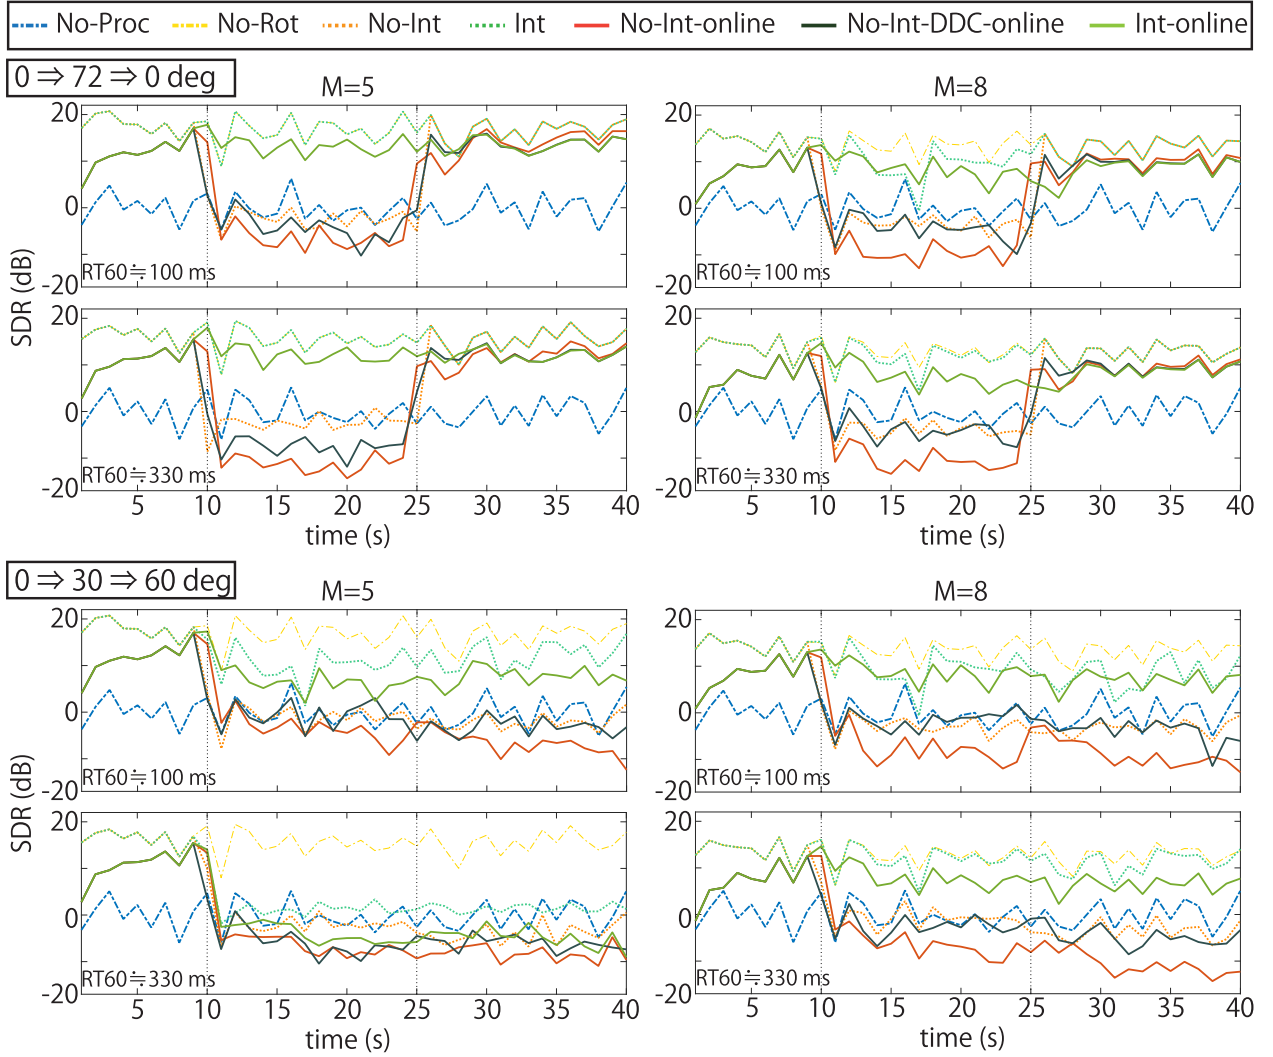 No-Proc No-Rot No-Int Int No-Int-online No-Int-DDC-online Int-online
0 ⇒ 72 ⇒ 0 deg
M=5 M=8
SDR (dB)
20
0
-20
RT60≒100 ms
20
0
-20
RT60≒100 ms
20
0
-20
RT60≒330 ms
5 10 15 20 25 30 35 40
time (s)
20
0
-20
RT60≒330 ms
5 10 15 20 25 30 35 40
time (s)
0 ⇒ 30 ⇒ 60 deg
M=5 M=8
SDR (dB)
20
0
-20
RT60≒100 ms
20
0
-20
RT60≒100 ms
20
0
-20
RT60≒330 ms
5 10 15 20 25 30 35 40
time (s)
20
0
-20
RT60≒330 ms
5 10 15 20 25 30 35 40
time (s)